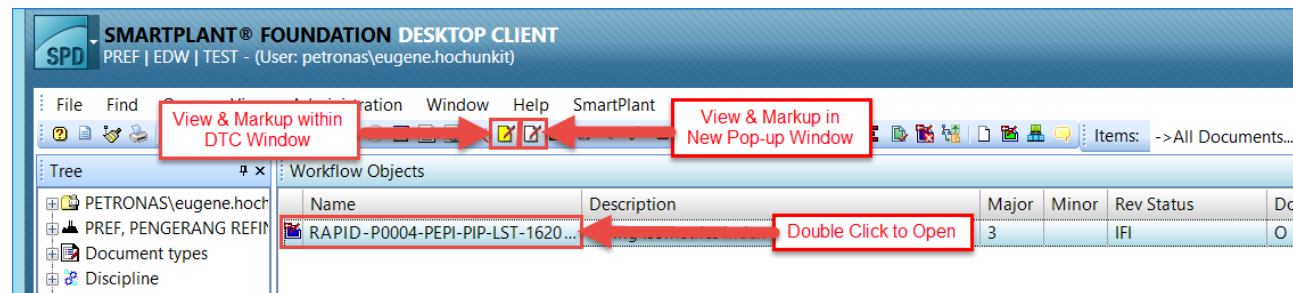 SMARTPLANT® FOUNDATION DESKTOP CLIENT
SPD PREF | EDW | TEST - (User: petronas\eugene.hochunkit)
File Find Administration Window Help SmartPlant
View & Markup within
DTC Window
View & Markup in
New Pop-up Window
Items: ->All Documents...
Tree Workflow Objects
PETRONAS\eugene.hoch Name Description Major Minor Rev Status Do
PREF, PENGERANG REFIN RAPID-P0004-PEPI-PIP-LST-1620 ... Double Click to Open 3 IFI O
Document types
Discipline